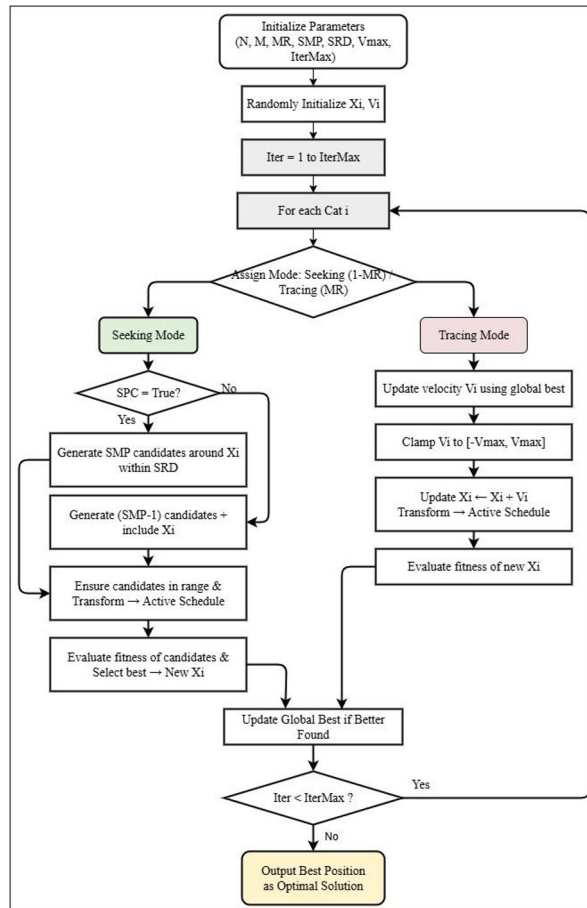 Initialize Parameters
(N, M, MR, SMP, SRD, Vmax,
IterMax)
Randomly Initialize Xi, Vi
Iter = 1 to IterMax
For each Cat i
Assign Mode: Seeking (1-MR) /
Tracing (MR)
Seeking Mode
Tracing Mode
SPC = True?
No
Yes
Generate SMP candidates around Xi
within SRD
Generate (SMP-1) candidates +
include Xi
Ensure candidates in range &
Transform → Active Schedule
Evaluate fitness of candidates &
Select best → New Xi
Update velocity Vi using global best
Clamp Vi to [-Vmax, Vmax]
Update Xi ← Xi + Vi
Transform → Active Schedule
Evaluate fitness of new Xi
Update Global Best if Better
Found
Iter < IterMax ?
Yes
No
Output Best Position
as Optimal Solution